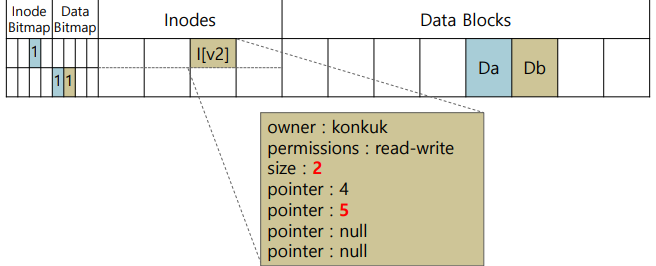 Inode Bitmap
Data Bitmap
Inodes
Data Blocks
1
I[v2]
1 1
Da
Db
owner : konkuk
permissions : read-write
size : 2
pointer : 4
pointer : 5
pointer : null
pointer : null